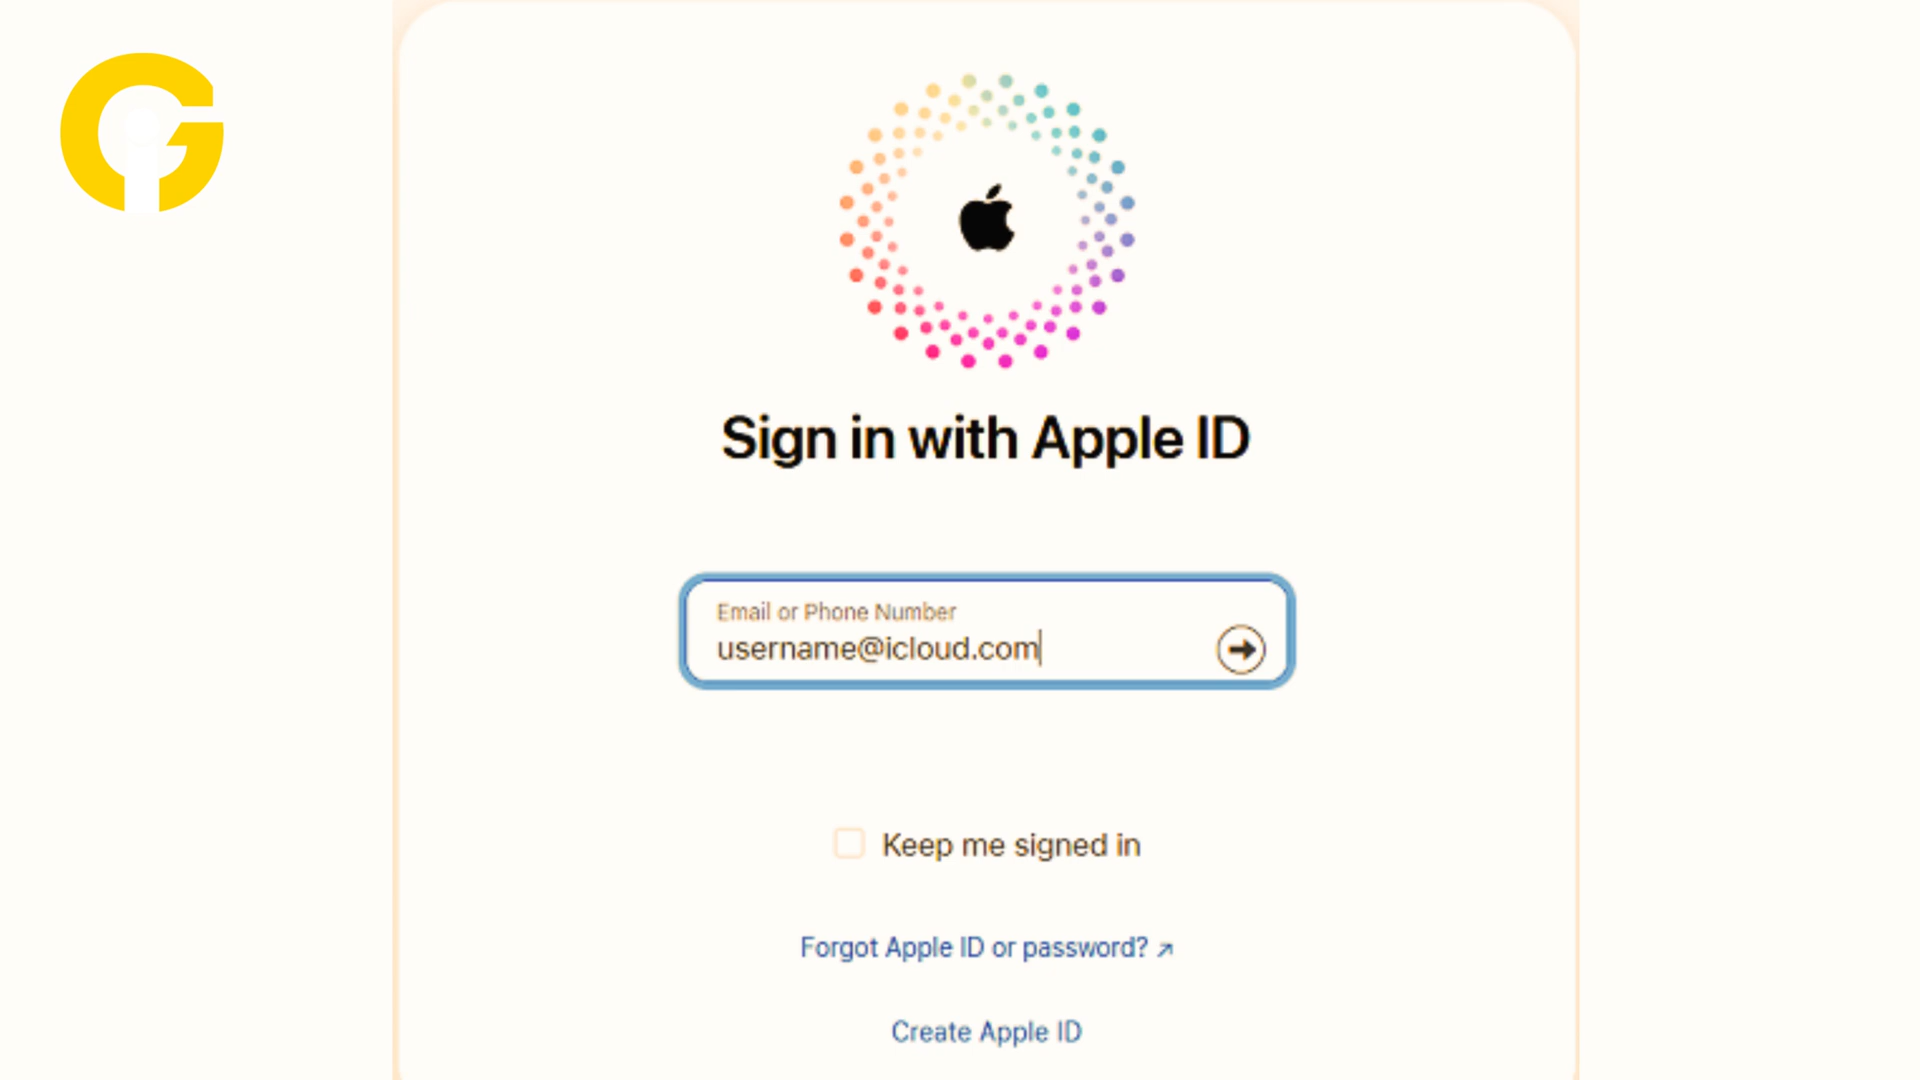 Sign in with Apple ID
Email or Phone Number
username@icloud.com
Keep me signed in
Forgot Apple ID or password? ↗
Create Apple ID